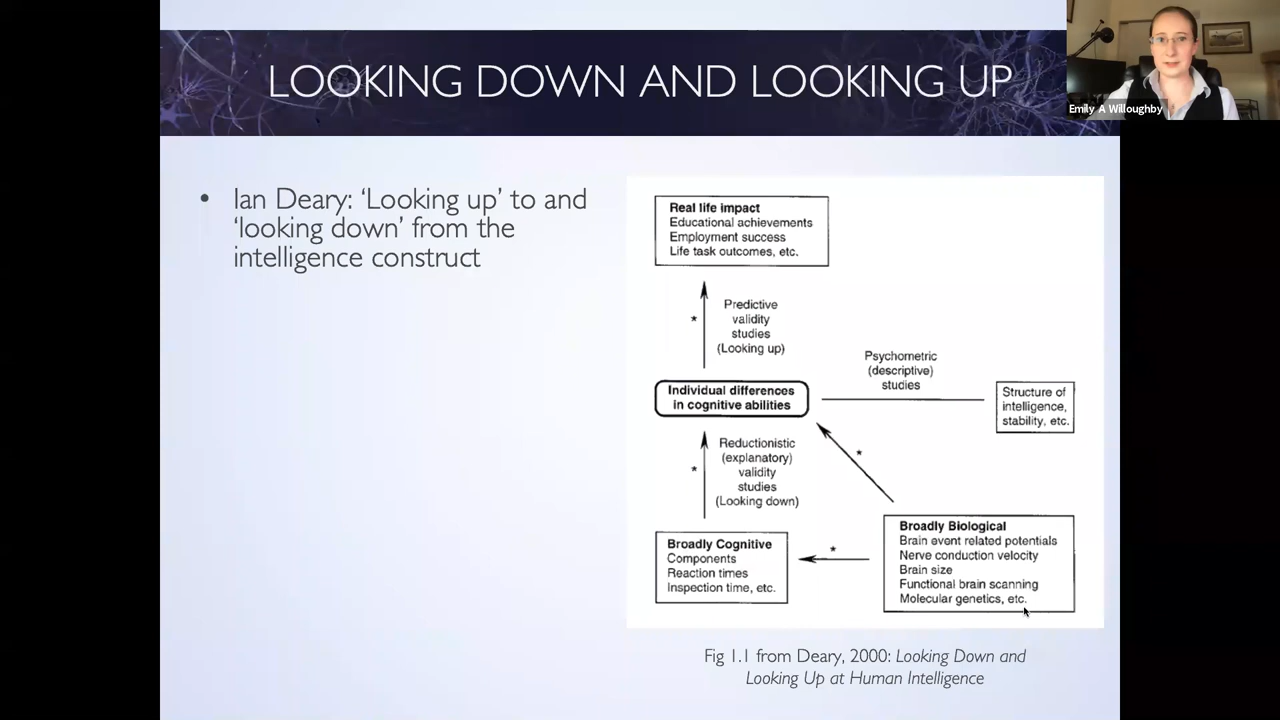 LOOKING DOWN AND LOOKING UP
Emily A Willoughby
• Ian Deary: ‘Looking up’ to and
‘looking down’ from the
intelligence construct
Real life impact
Educational achievements
Employment success
Life task outcomes, etc.
*
Predictive
validity
studies
(Looking up)
Psychometric
(descriptive)
studies
Individual differences
in cognitive abilities
Structure of
intelligence,
stability, etc.
*
Reductionistic
(explanatory)
validity
studies
(Looking down)
*
Broadly Cognitive
Components
Reaction times
Inspection time, etc.
*
Broadly Biological
Brain event related potentials
Nerve conduction velocity
Brain size
Functional brain scanning
Molecular genetics, etc.
Fig 1.1 from Deary, 2000: Looking Down and
Looking Up at Human Intelligence